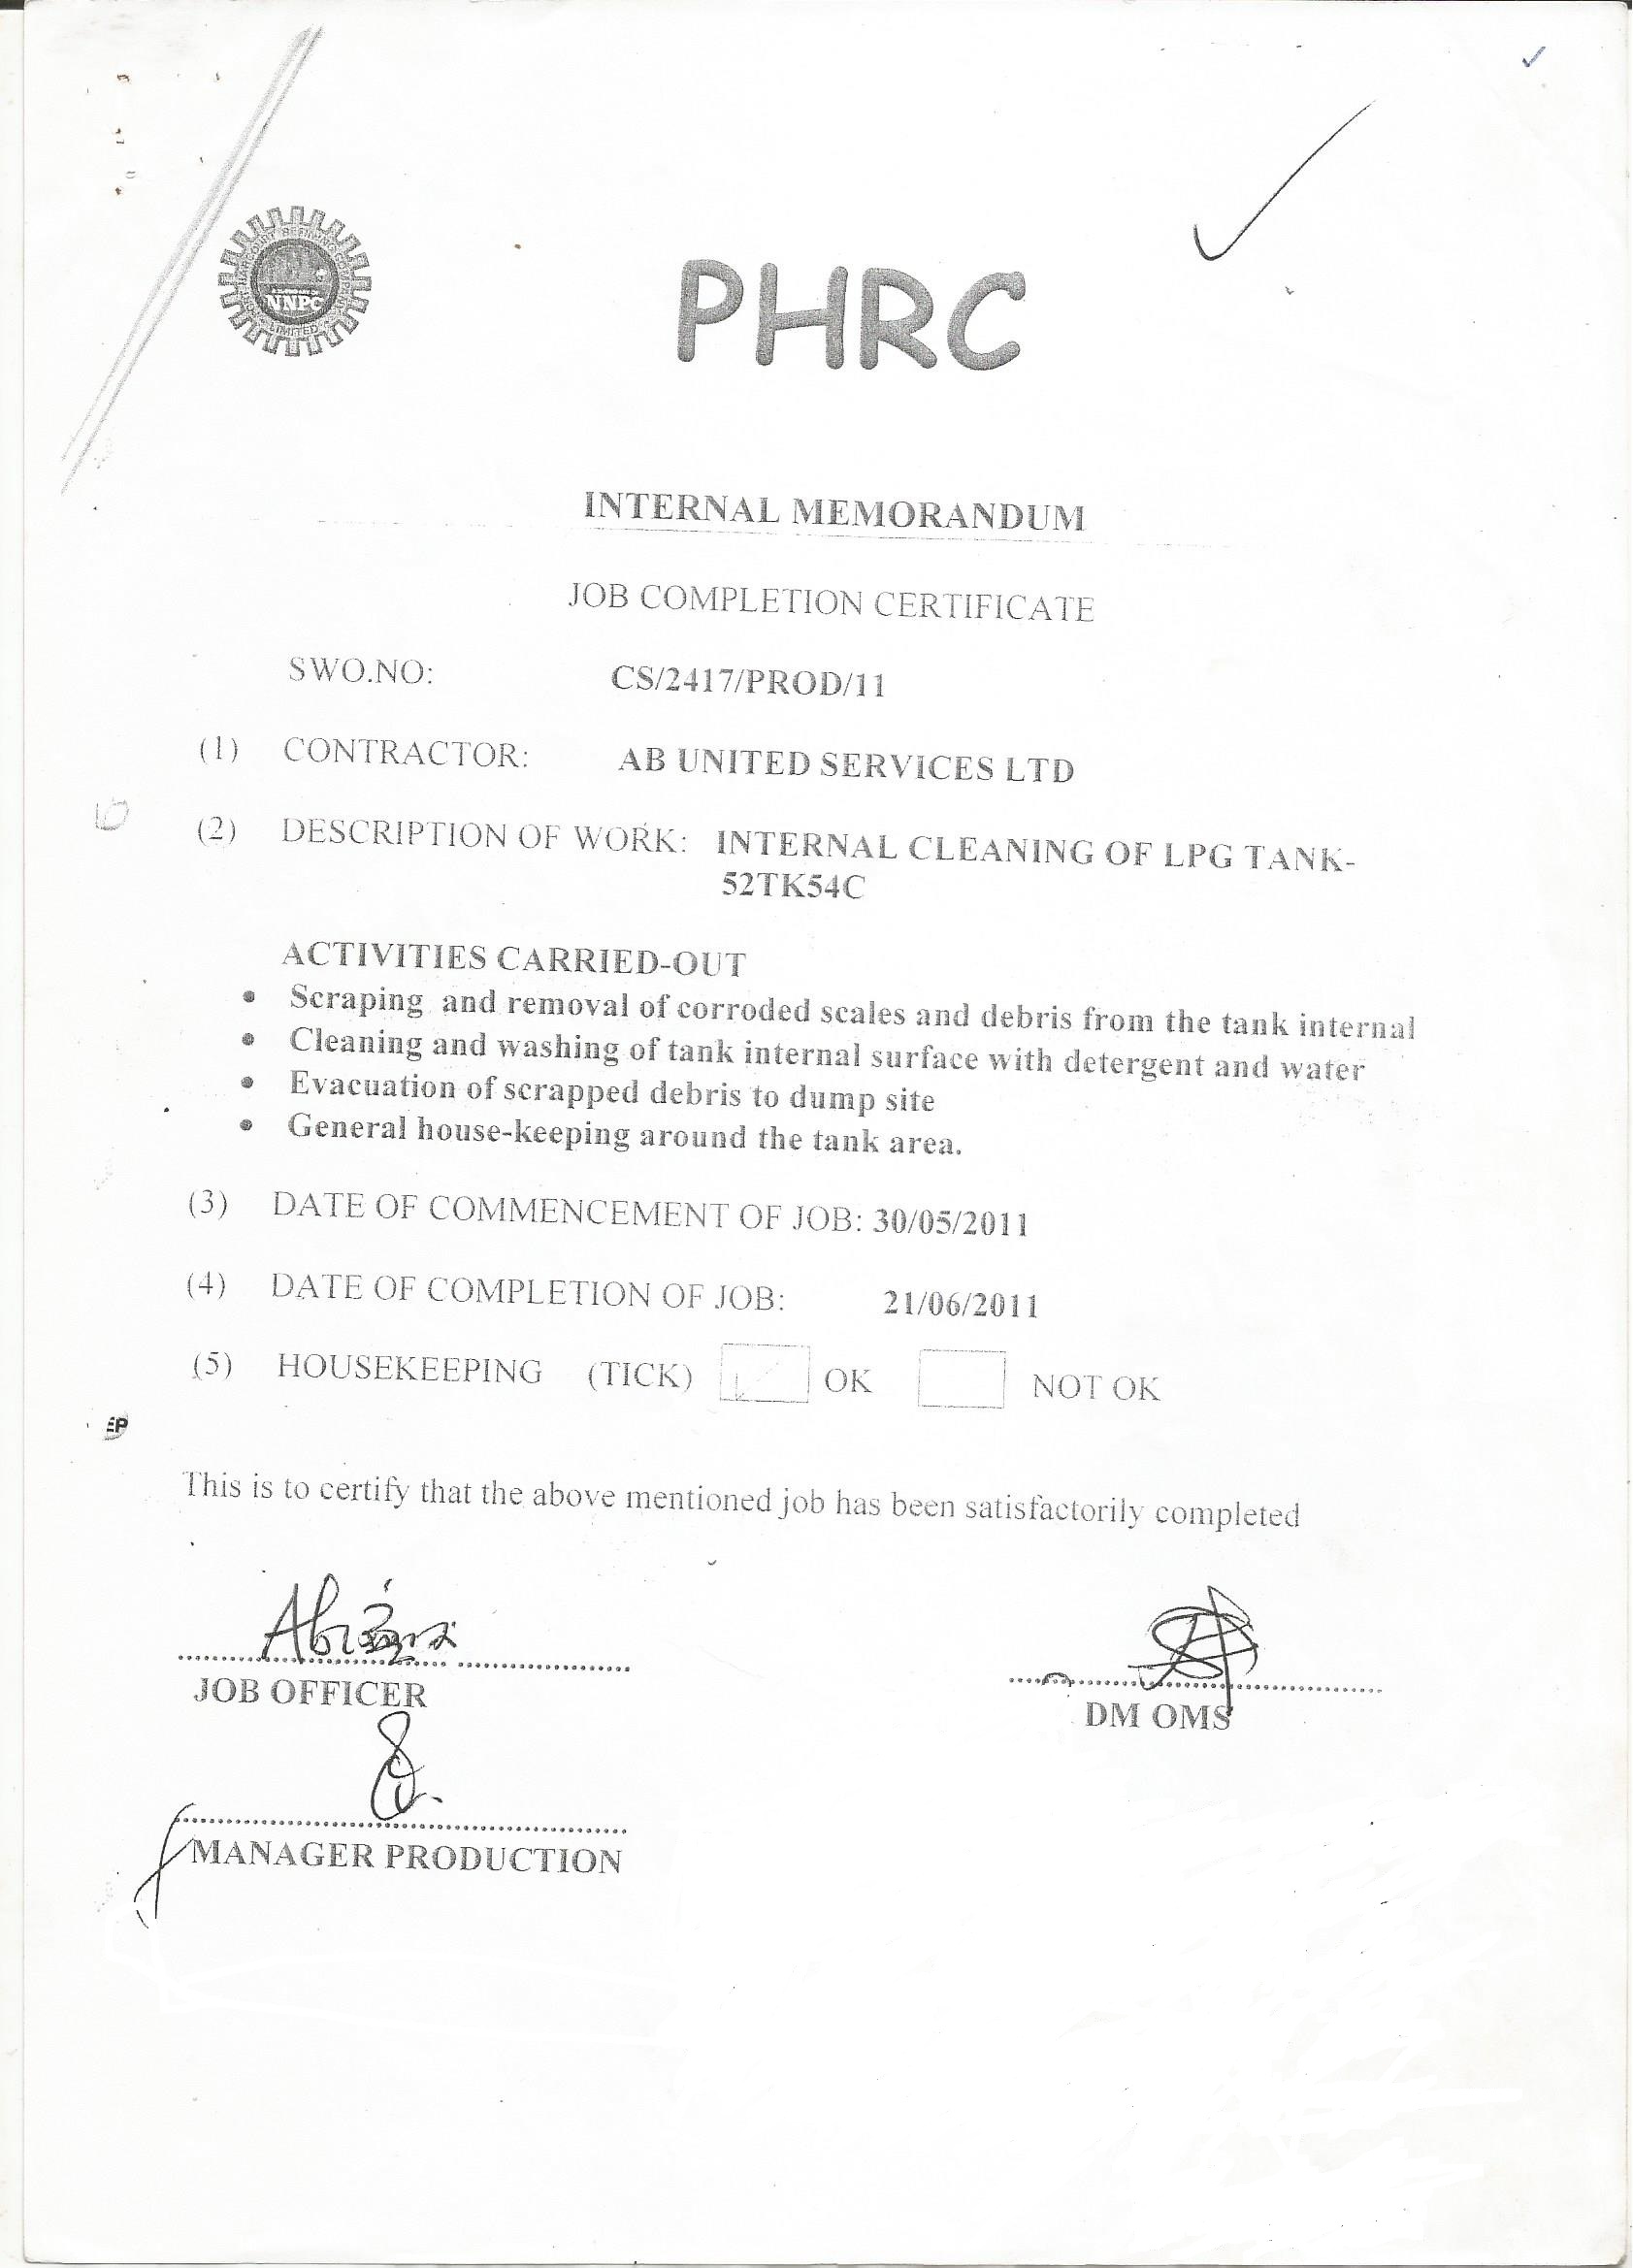 HARCOURT REFINING COMPANY
NNPC
LIMITED
PHRC
INTERNAL MEMORANDUM
JOB COMPLETION CERTIFICATE
SWO.NO: CS/2417/PROD/11
(1) CONTRACTOR: AB UNITED SERVICES LTD
(2) DESCRIPTION OF WORK: INTERNAL CLEANING OF LPG TANK-
52TK54C
ACTIVITIES CARRIED-OUT
• Scraping and removal of corroded scales and debris from the tank internal
• Cleaning and washing of tank internal surface with detergent and water
• Evacuation of scrapped debris to dump site
• General house-keeping around the tank area.
(3) DATE OF COMMENCEMENT OF JOB: 30/05/2011
(4) DATE OF COMPLETION OF JOB: 21/06/2011
(5) HOUSEKEEPING (TICK) OK NOT OK
EP
This is to certify that the above mentioned job has been satisfactorily completed
JOB OFFICER
DM OMS
MANAGER PRODUCTION